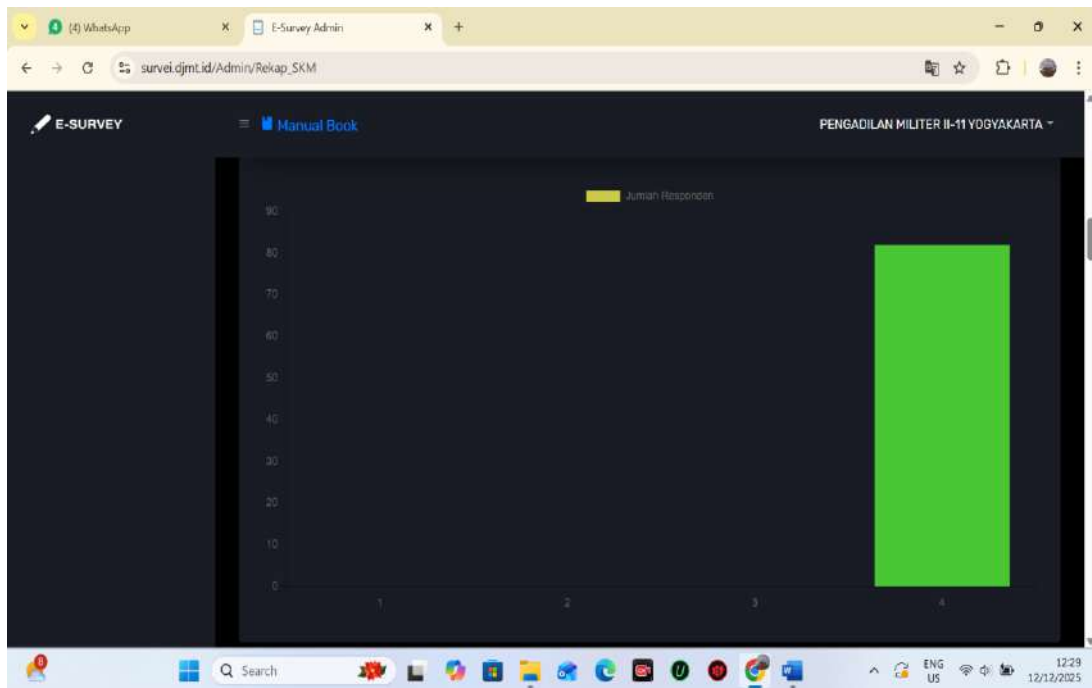 (4) WhatsApp
E-Survey Admin
survei.djmt.id/Admin/Rekap_SKM
E-SURVEY
Manual Book
PENGADILAN MILITER II-11 YOGYAKARTA
Jumlah Responden
90
80
70
60
50
40
30
20
10
0
1 2 3 4
8
Search
ENG
US
12:29
12/12/2025